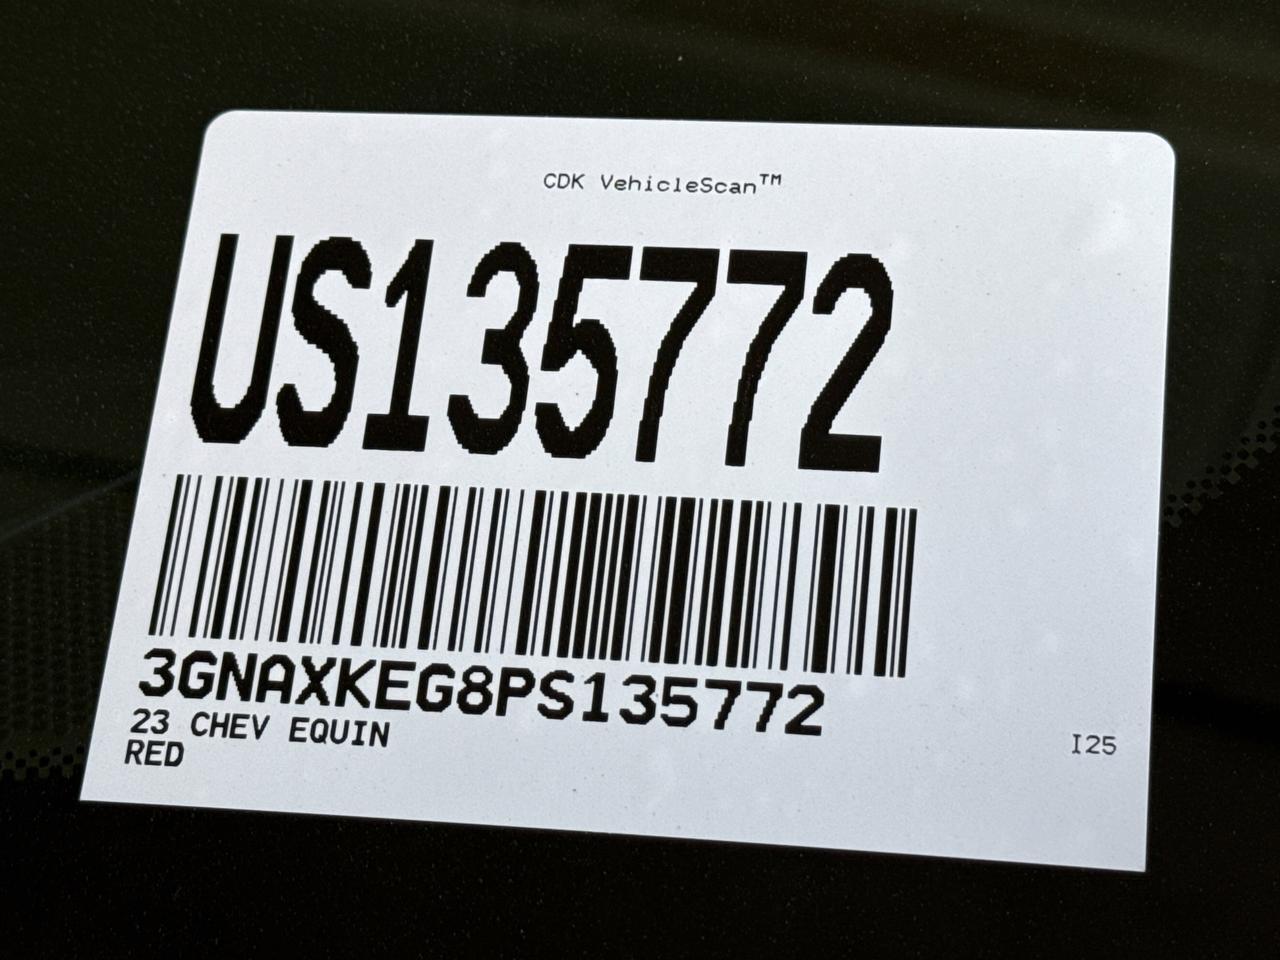 CDK VehicleScan™
US135772
3GNAXKEG8PS135772
23 CHEV EQUIN
RED
I25